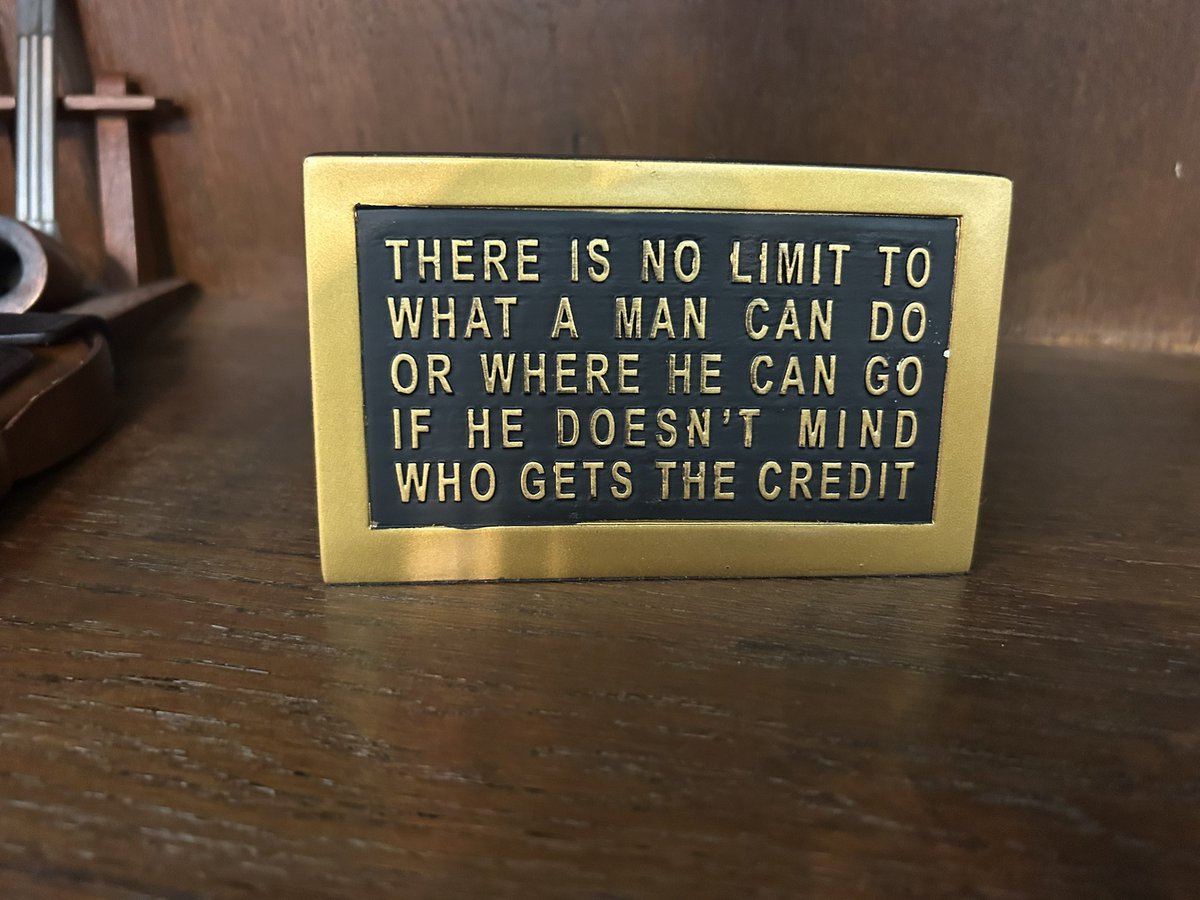 THERE IS NO LIMIT TO
WHAT A MAN CAN DO
OR WHERE HE CAN GO
IF HE DOESN'T MIND
WHO GETS THE CREDIT